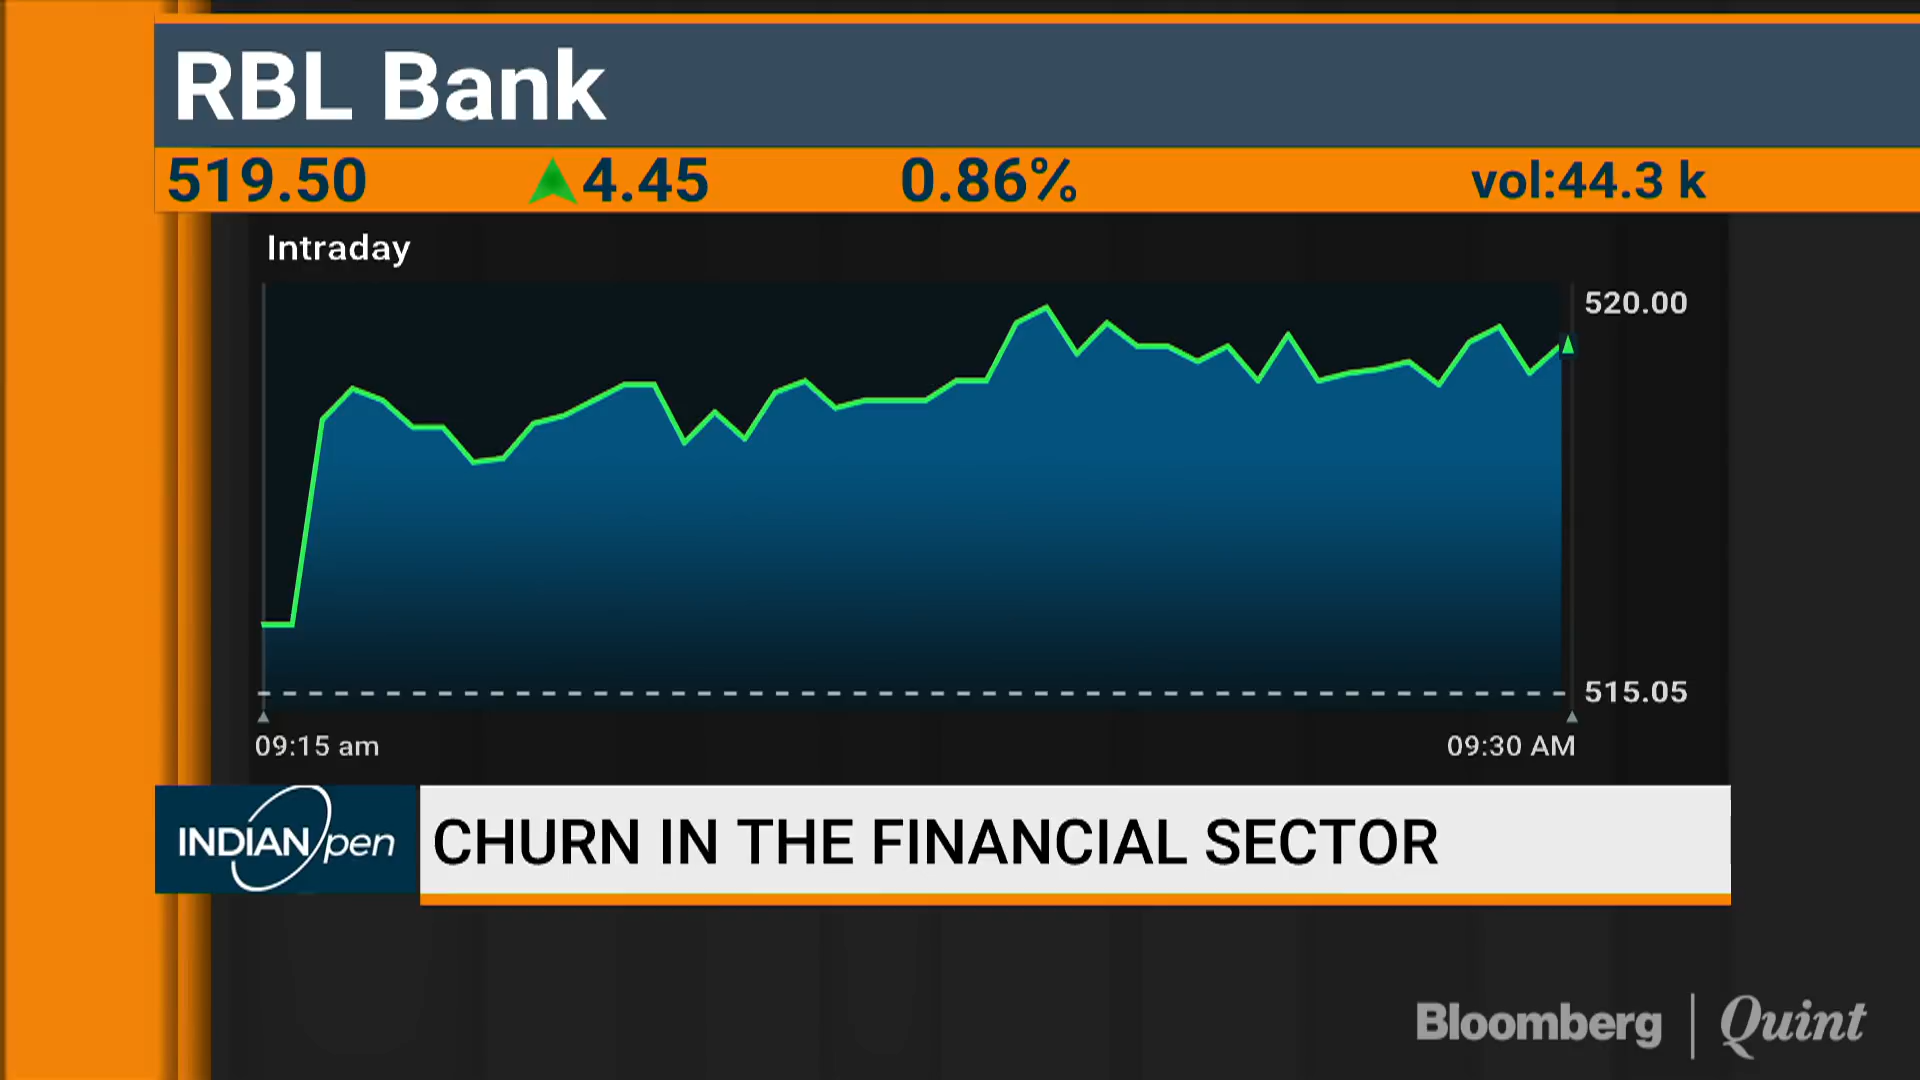 RBL Bank
519.50 4.45 0.86% vol:44.3 k
Intraday
520.00
515.05
09:15 am 09:30 AM
INDIAN Open CHURN IN THE FINANCIAL SECTOR
Bloomberg | Quint